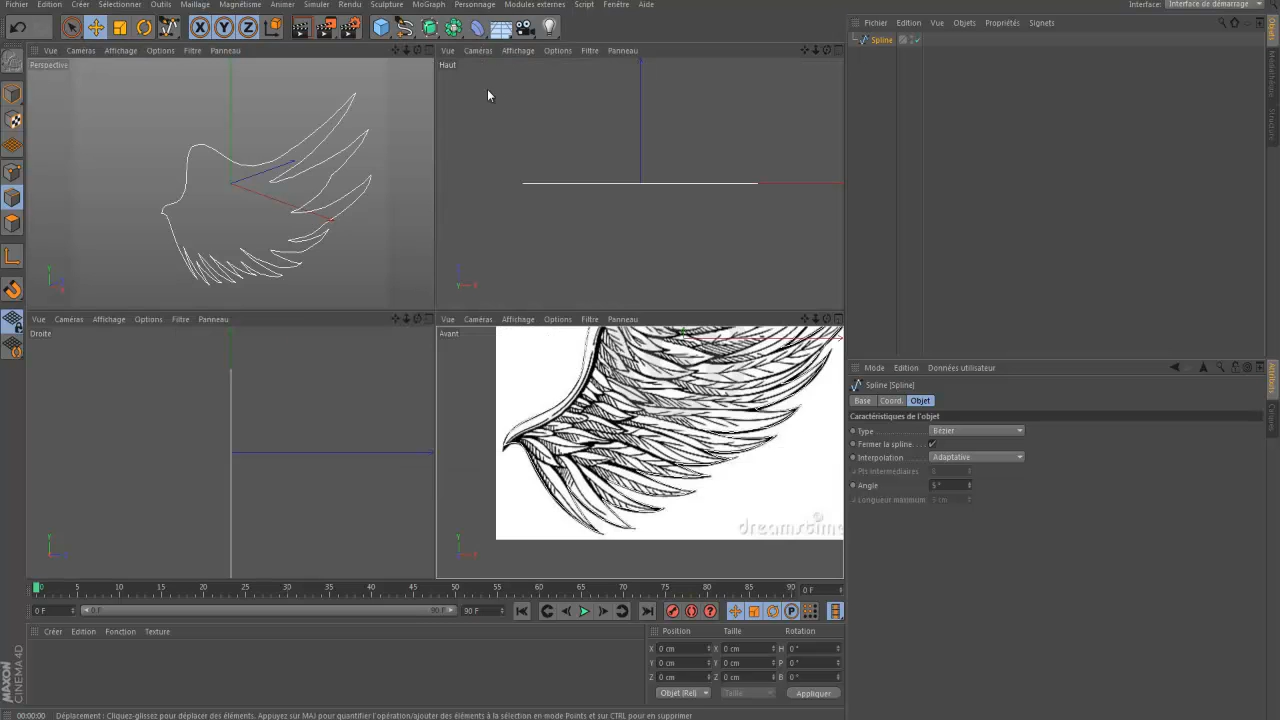 Fichier Edition Créer Sélectionner Outils Maillage Magnétisme Animer Simuler Rendu Sculpture MoGraph Personnage Modules externes Script Fenêtre Aide
Interface: Interface de démarrage
Vue Caméras Affichage Options Filtre Panneau
Perspective
Vue Caméras Affichage Options Filtre Panneau
Haut
Fichier Edition Vue Objets Propriétés Signets
Spline
Objets
Structure
Vue Caméras Affichage Options Filtre Panneau
Droite
Vue Caméras Affichage Options Filtre Panneau
Avant
dreamstime
Mode Edition Données utilisateur
Spline [Spline]
Base Coord. Objet
Caractéristiques de l'objet
Type Bézier
Fermer la spline
Interpolation Adaptative
Pts intermédiaires
Angle 5 °
Longueur maximum 5 cm
Attributs
0 5 10 15 20 25 30 35 40 45 50 55 60 65 70 75 80 85 90 0 F
0 F 0 F 90 F 90 F
Créer Edition Fonction Texture
Position Taille Rotation
X 0 cm X 0 cm H 0 °
Y 0 cm Y 0 cm P 0 °
Z 0 cm Z 0 cm B 0 °
Objet (Rel) Taille Appliquer
MAXON CINEMA 4D
00:00:00 Déplacement : Cliquez-glissez pour déplacer des éléments. Appuyez sur MAJ pour quantifier l'opération/ajouter des éléments à la sélection en mode Points et sur CTRL pour en supprimer